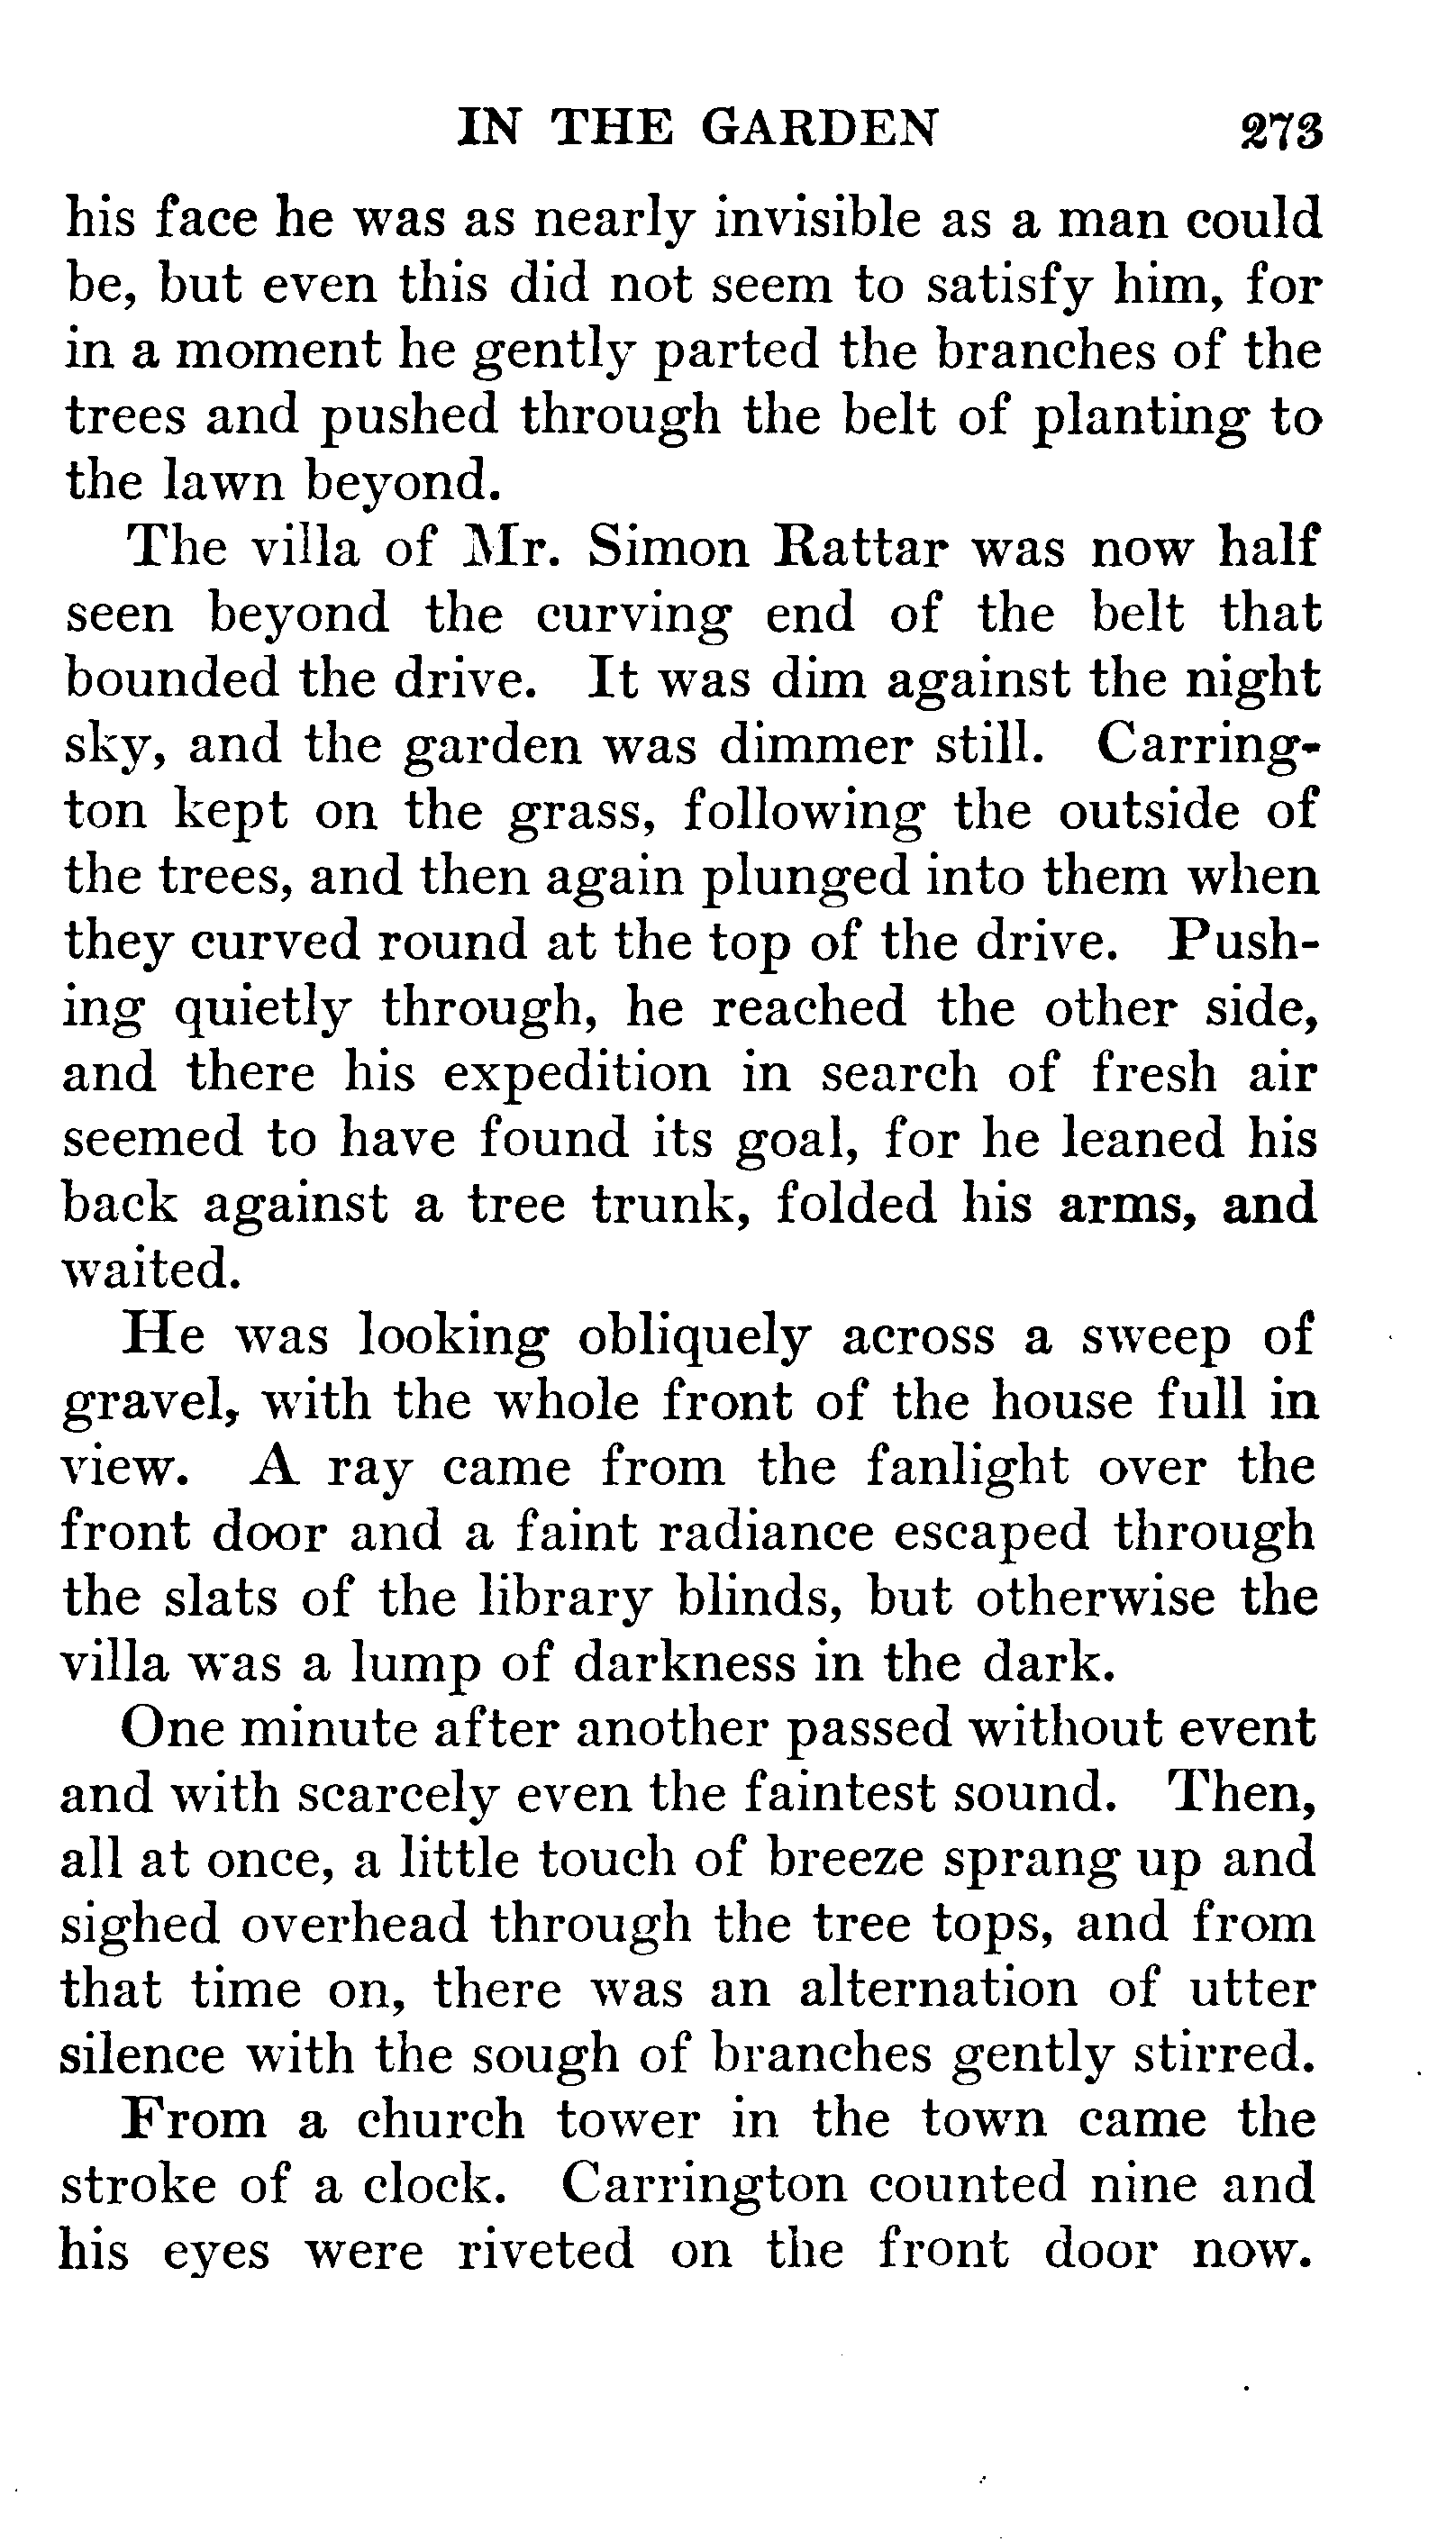 IN THE GARDEN 273
his face he was as nearly invisible as a man could
be, but even this did not seem to satisfy him, for
in a moment he gently parted the branches of the
trees and pushed through the belt of planting to
the lawn beyond.
The villa of Mr. Simon Rattar was now half
seen beyond the curving end of the belt that
bounded the drive. It was dim against the night
sky, and the garden was dimmer still. Carring-
ton kept on the grass, following the outside of
the trees, and then again plunged into them when
they curved round at the top of the drive. Push-
ing quietly through, he reached the other side,
and there his expedition in search of fresh air
seemed to have found its goal, for he leaned his
back against a tree trunk, folded his arms, and
waited.
He was looking obliquely across a sweep of
gravel, with the whole front of the house full in
view. A ray came from the fanlight over the
front door and a faint radiance escaped through
the slats of the library blinds, but otherwise the
villa was a lump of darkness in the dark.
One minute after another passed without event
and with scarcely even the faintest sound. Then,
all at once, a little touch of breeze sprang up and
sighed overhead through the tree tops, and from
that time on, there was an alternation of utter
silence with the sough of branches gently stirred.
From a church tower in the town came the
stroke of a clock. Carrington counted nine and
his eyes were riveted on the front door now.